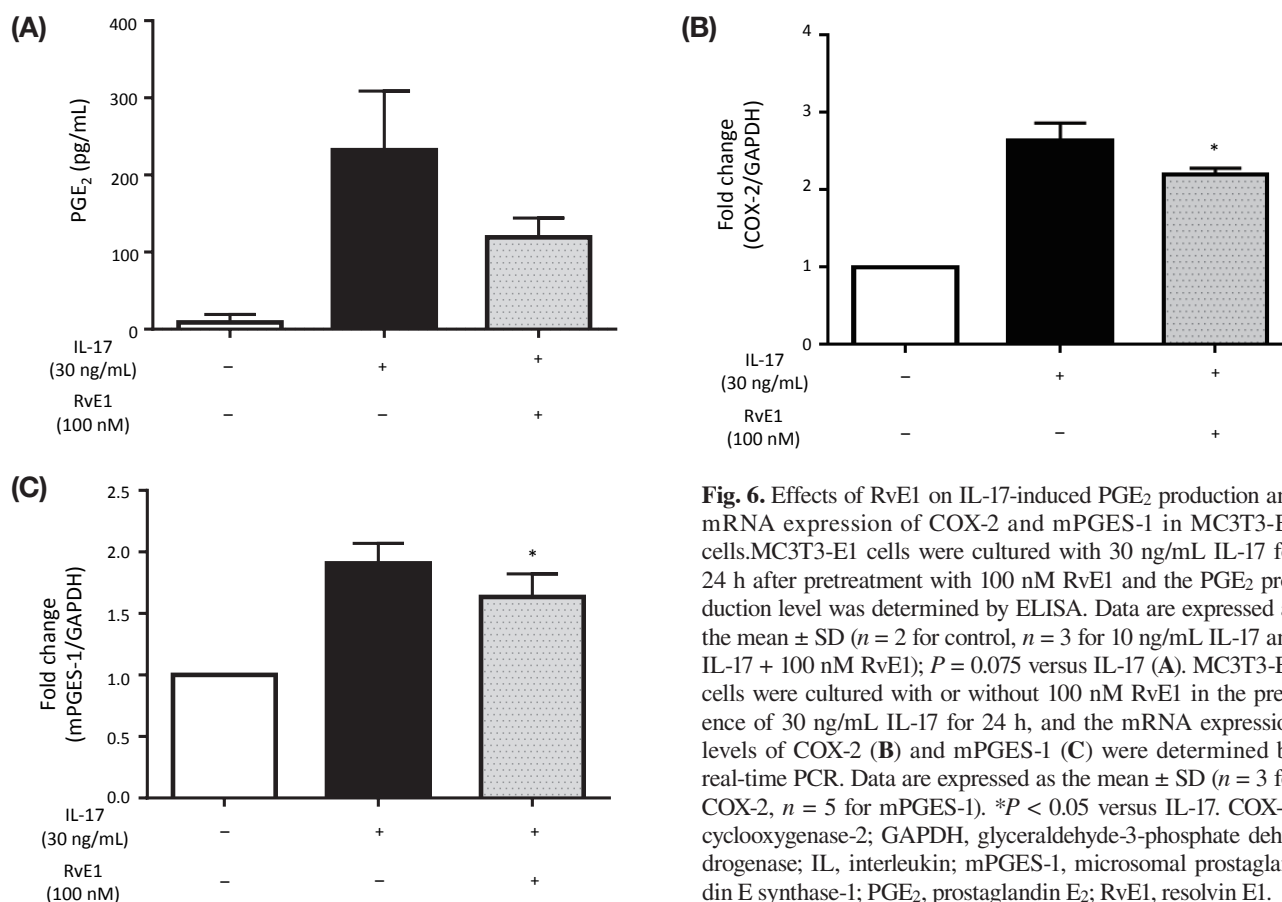 (A)
400
300
200
100
0
PGE₂ (pg/mL)
IL-17
(30 ng/mL)
– + +
RvE1
(100 nM)
– – +
(B)
4
3
2
1
0
Fold change
(COX-2/GAPDH)
*
IL-17
(30 ng/mL)
– + +
RvE1
(100 nM)
– – +
(C)
2.5
2.0
1.5
1.0
0.5
0.0
Fold change
(mPGES-1/GAPDH)
*
IL-17
(30 ng/mL)
– + +
RvE1
(100 nM)
– – +
Fig. 6. Effects of RvE1 on IL-17-induced PGE₂ production an
mRNA expression of COX-2 and mPGES-1 in MC3T3-E
cells.MC3T3-E1 cells were cultured with 30 ng/mL IL-17 fo
24 h after pretreatment with 100 nM RvE1 and the PGE₂ pro
duction level was determined by ELISA. Data are expressed a
the mean ± SD (n = 2 for control, n = 3 for 10 ng/mL IL-17 an
IL-17 + 100 nM RvE1); P = 0.075 versus IL-17 (A). MC3T3-E
cells were cultured with or without 100 nM RvE1 in the pres
ence of 30 ng/mL IL-17 for 24 h, and the mRNA expression
levels of COX-2 (B) and mPGES-1 (C) were determined b
real-time PCR. Data are expressed as the mean ± SD (n = 3 fo
COX-2, n = 5 for mPGES-1). *P < 0.05 versus IL-17. COX-
cyclooxygenase-2; GAPDH, glyceraldehyde-3-phosphate dehy
drogenase; IL, interleukin; mPGES-1, microsomal prostaglan
din E synthase-1; PGE₂, prostaglandin E₂; RvE1, resolvin E1.